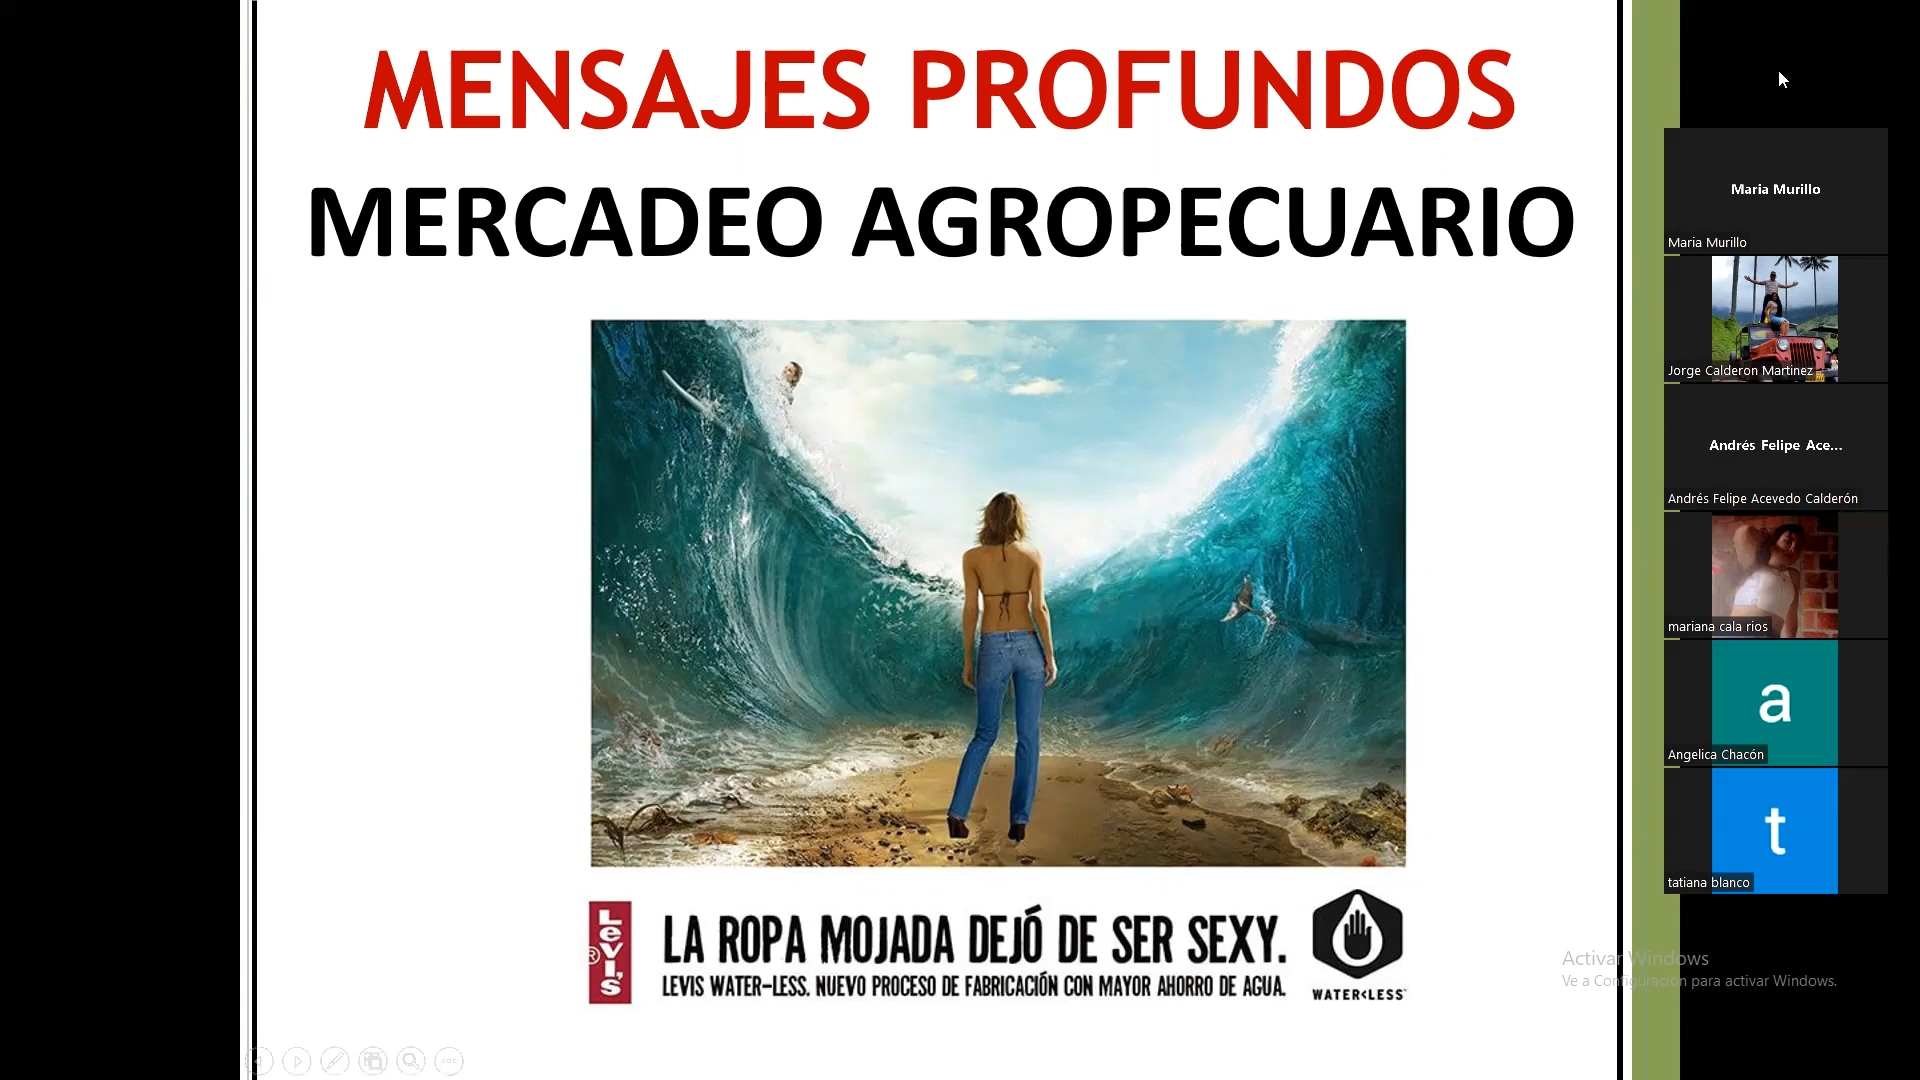 MENSAJES PROFUNDOS
MERCADEO AGROPECUARIO
LEVI'S ®
LA ROPA MOJADA DEJÓ DE SER SEXY.
LEVIS WATER-LESS. NUEVO PROCESO DE FABRICACIÓN CON MAYOR AHORRO DE AGUA.
WATER<LESS™
Maria Murillo
Maria Murillo
Jorge Calderon Martinez
Andrés Felipe Ace...
Andrés Felipe Acevedo Calderón
mariana cala rios
a
Angelica Chacón
t
tatiana blanco
Activar Windows
Ve a Configuración para activar Windows.